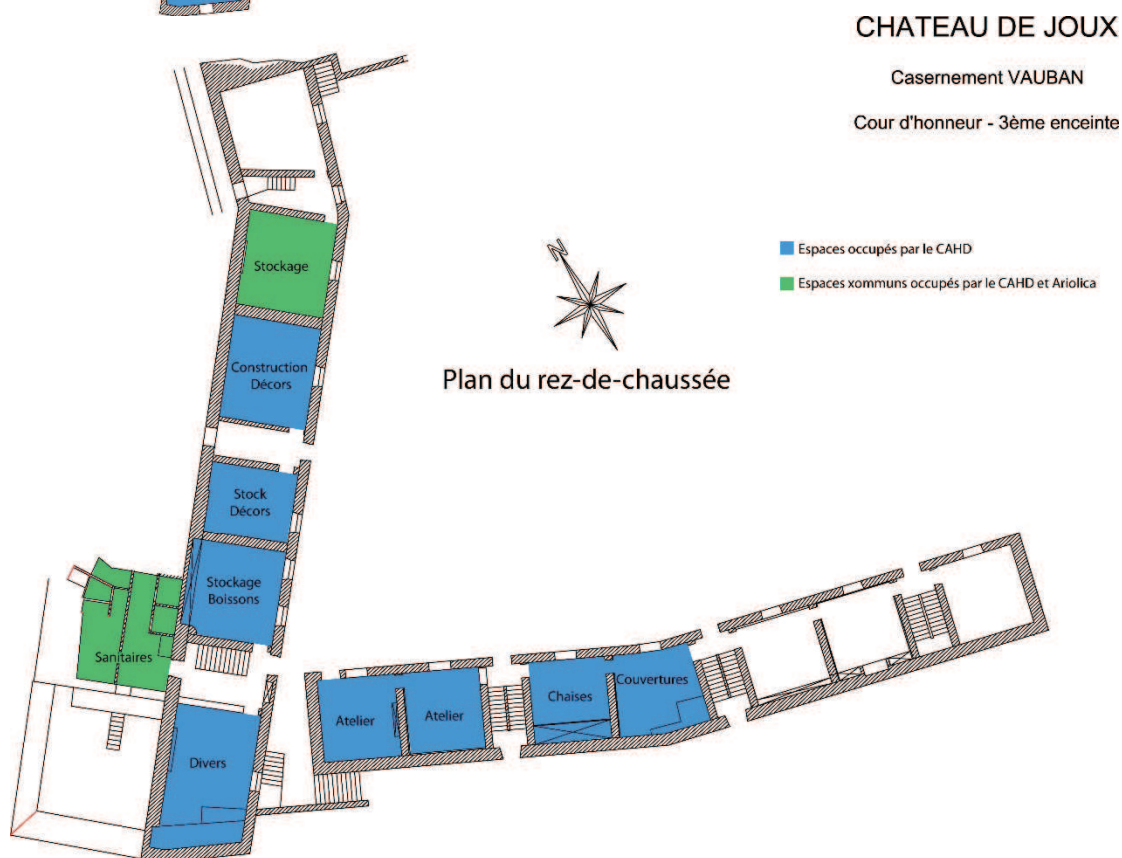 CHATEAU DE JOUX
Casernement VAUBAN
Cour d'honneur - 3ème enceinte
N
Espaces occupés par le CAHD
Espaces xommuns occupés par le CAHD et Ariolica
Plan du rez-de-chaussée
Stockage
Construction
Décors
Stock
Décors
Stockage
Boissons
Sanitaires
Divers
Atelier
Atelier
Chaises
Couvertures